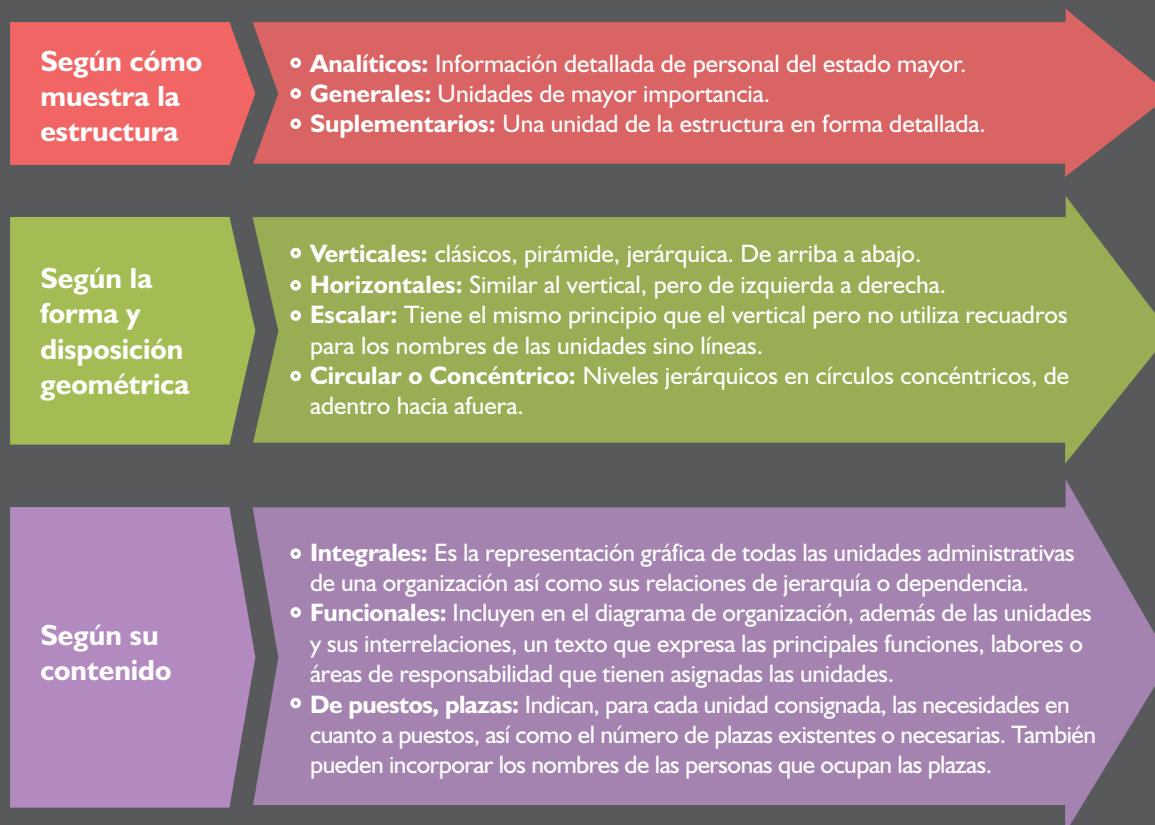 Según cómo
muestra la
estructura
Analíticos: Información detallada de personal del estado mayor.
Generales: Unidades de mayor importancia.
Suplementarios: Una unidad de la estructura en forma detallada.
Según la
forma y
disposición
geométrica
Verticales: clásicos, pirámide, jerárquica. De arriba a abajo.
Horizontales: Similar al vertical, pero de izquierda a derecha.
Escalar: Tiene el mismo principio que el vertical pero no utiliza recuadros
para los nombres de las unidades sino líneas.
Circular o Concéntrico: Niveles jerárquicos en círculos concéntricos, de
adentro hacia afuera.
Según su
contenido
Integrales: Es la representación gráfica de todas las unidades administrativas
de una organización así como sus relaciones de jerarquía o dependencia.
Funcionales: Incluyen en el diagrama de organización, además de las unidades
y sus interrelaciones, un texto que expresa las principales funciones, labores o
áreas de responsabilidad que tienen asignadas las unidades.
De puestos, plazas: Indican, para cada unidad consignada, las necesidades en
cuanto a puestos, así como el número de plazas existentes o necesarias. También
pueden incorporar los nombres de las personas que ocupan las plazas.